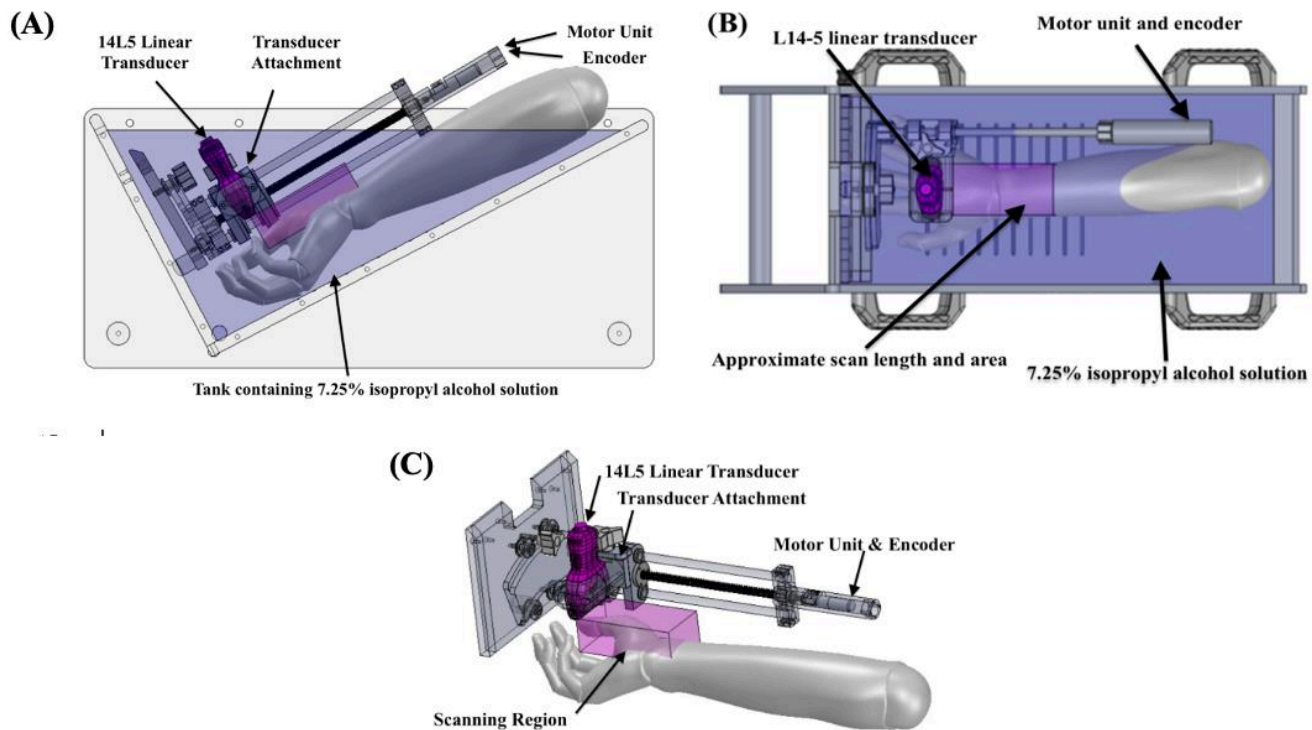 (A)
14L5 Linear
Transducer
Transducer
Attachment
Motor Unit
Encoder
Tank containing 7.25% isopropyl alcohol solution
(B)
L14-5 linear transducer
Motor unit and encoder
Approximate scan length and area
7.25% isopropyl alcohol solution
(C)
14L5 Linear Transducer
Transducer Attachment
Motor Unit & Encoder
Scanning Region